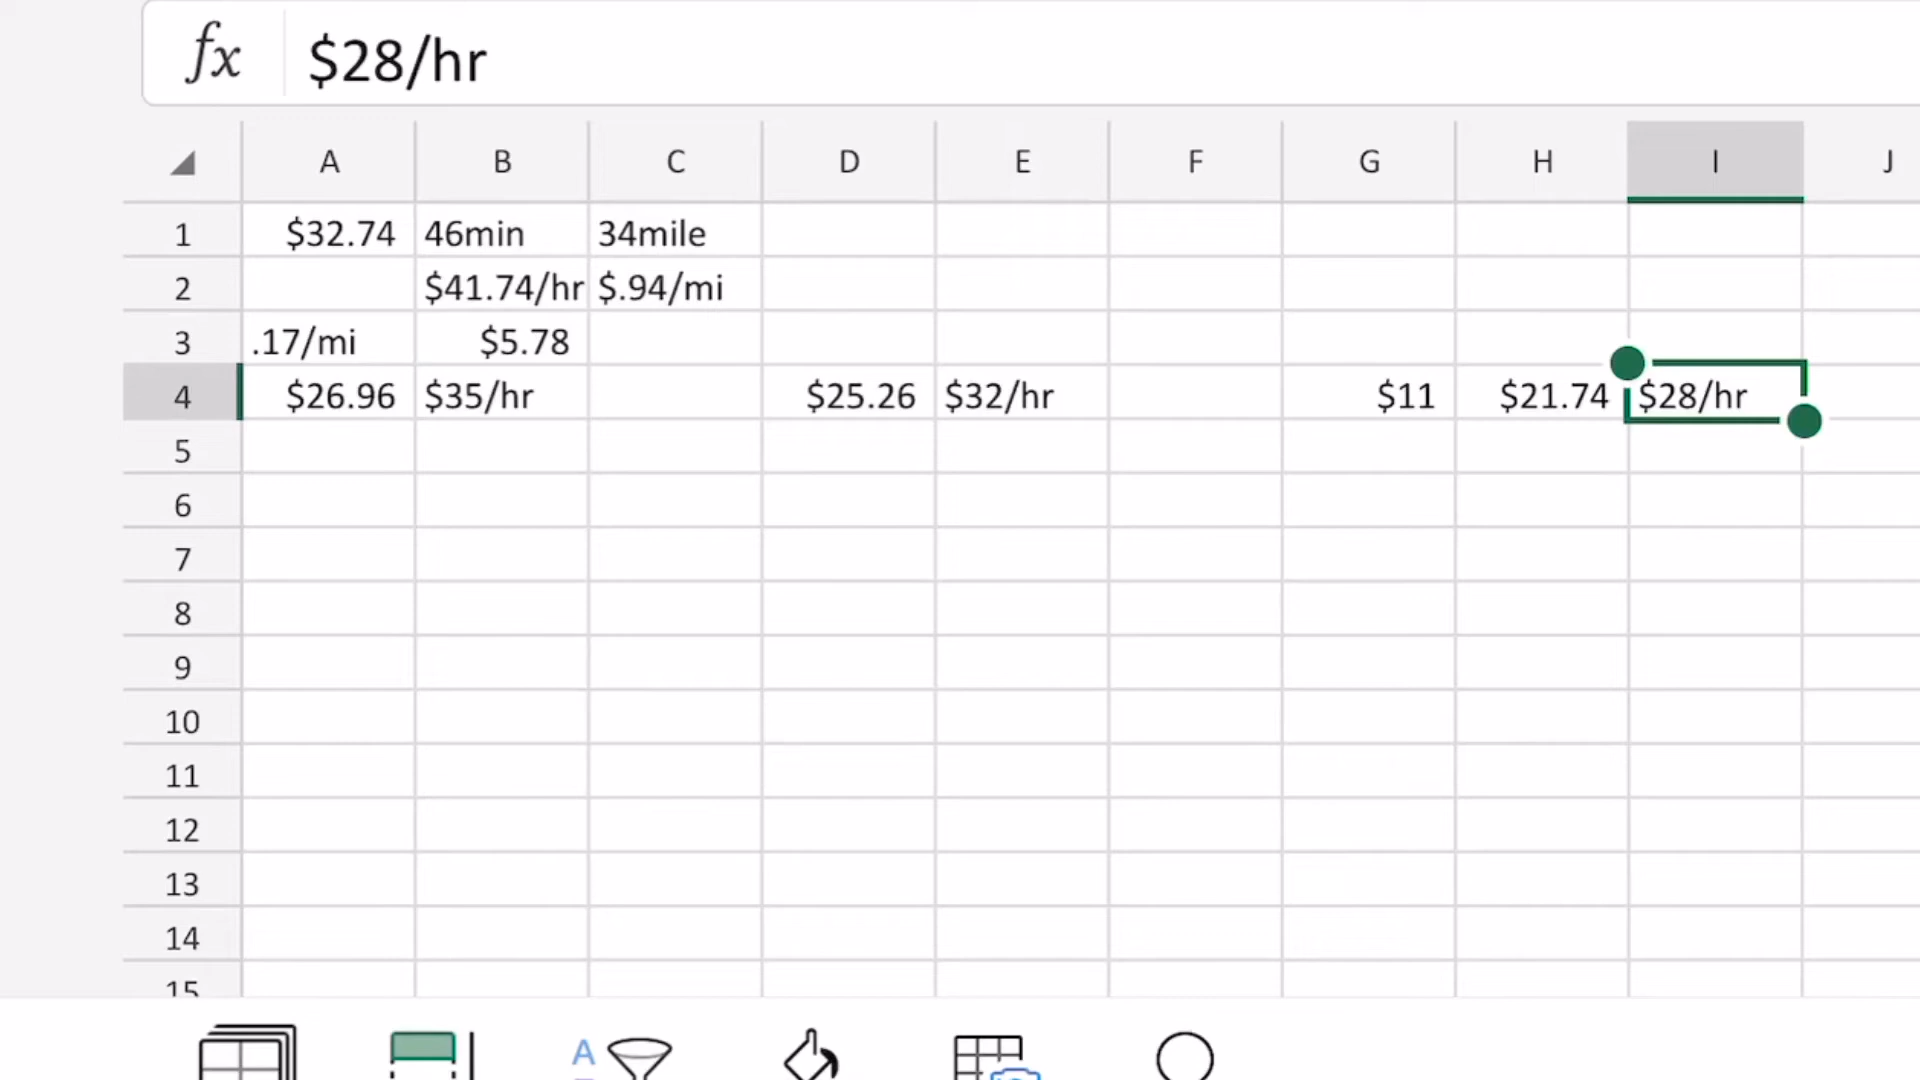 fx $28/hr
A B C D E F G H I J
1 $32.74 46min 34mile
2 $41.74/hr $.94/mi
3 .17/mi $5.78
4 $26.96 $35/hr $25.26 $32/hr $11 $21.74 $28/hr
5
6
7
8
9
10
11
12
13
14
15
A